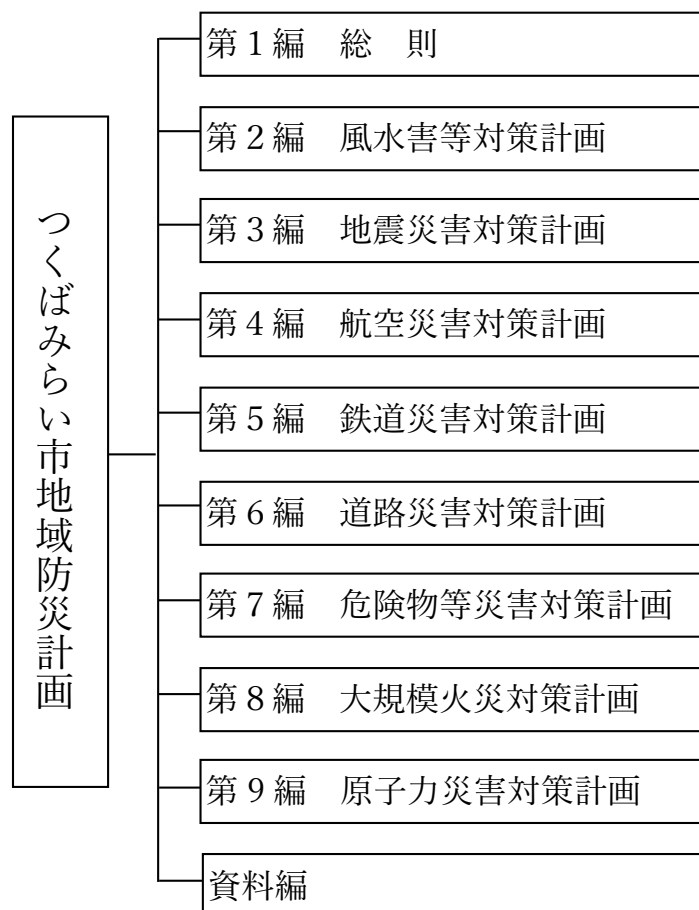 つくばみらい市地域防災計画
第1編　総　則
第2編　風水害等対策計画
第3編　地震災害対策計画
第4編　航空災害対策計画
第5編　鉄道災害対策計画
第6編　道路災害対策計画
第7編　危険物等災害対策計画
第8編　大規模火災対策計画
第9編　原子力災害対策計画
資料編